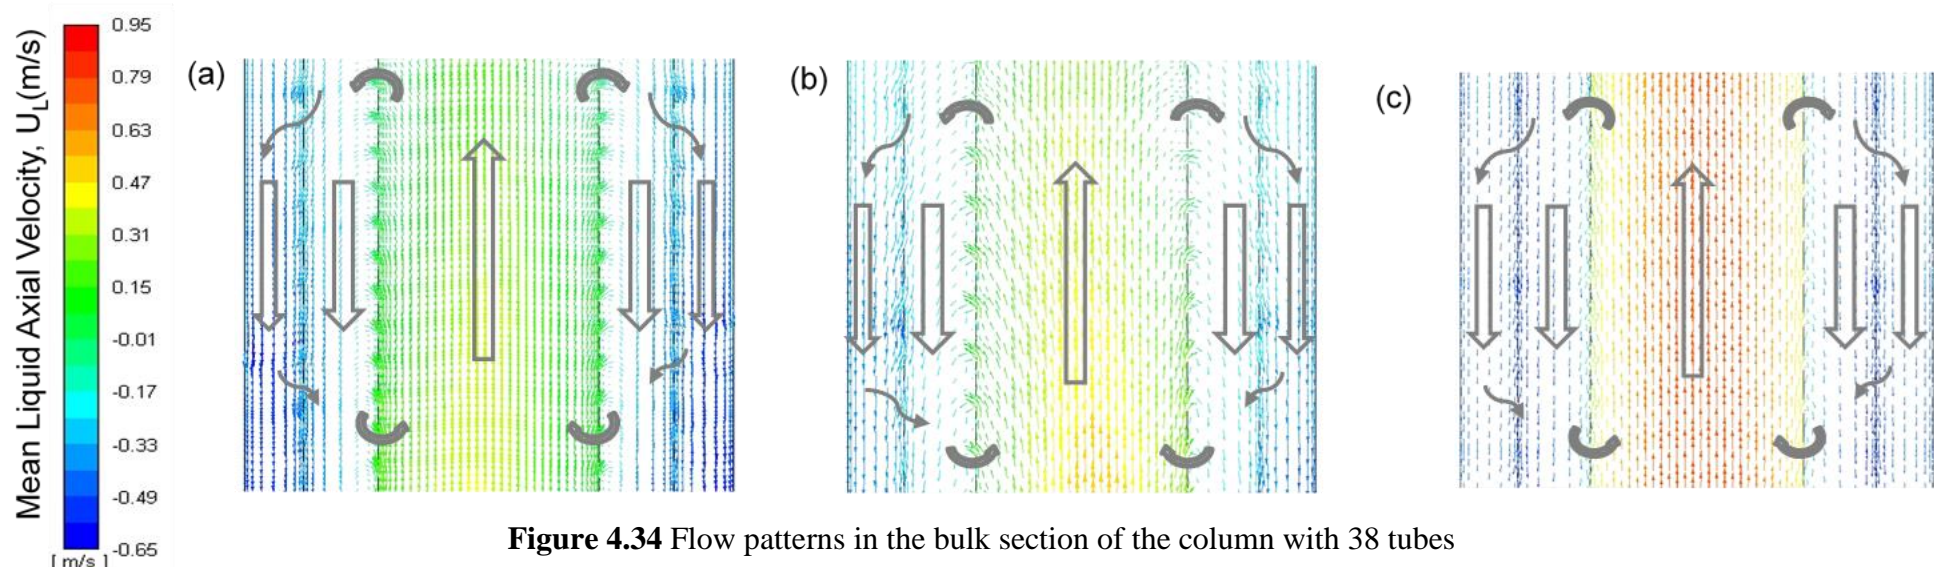 Mean Liquid Axial Velocity, UL(m/s)
0.95
0.79
0.63
0.47
0.31
0.15
-0.01
-0.17
-0.33
-0.49
-0.65
[ m/s ]
(a)
(b)
(c)
Figure 4.34 Flow patterns in the bulk section of the column with 38 tubes